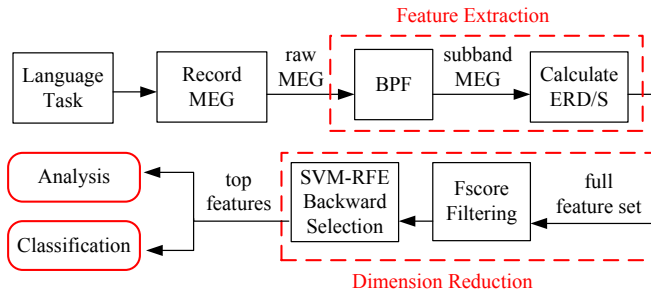 Feature Extraction
Language
Task
Record
MEG
raw
MEG
BPF
subband
MEG
Calculate
ERD/S
Analysis
Classification
top
features
SVM-RFE
Backward
Selection
Fscore
Filtering
full
feature set
Dimension Reduction